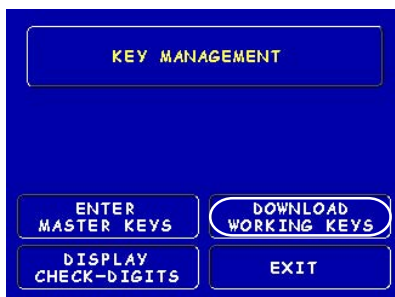 KEY MANAGEMENT
ENTER
MASTER KEYS
DOWNLOAD
WORKING KEYS
DISPLAY
CHECK-DIGITS
EXIT